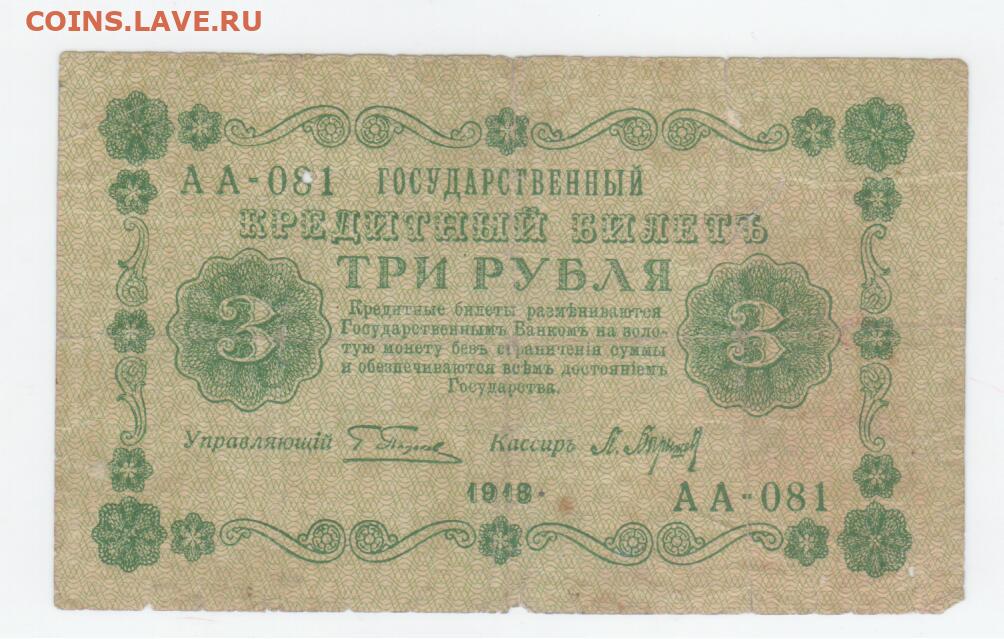 COINS.LAVE.RU
АА-081 ГОСУДАРСТВЕННЫЙ
КРЕДИТНЫЙ БИЛЕТЪ
ТРИ РУБЛЯ
3 3
Кредитные билеты размѣниваются
Государственнымъ Банкомъ на золо-
тую монету безъ ограниченія суммы
и обезпечиваются всѣмъ достояніемъ
Государства.
Управляющій Кассиръ
1918.
АА-081